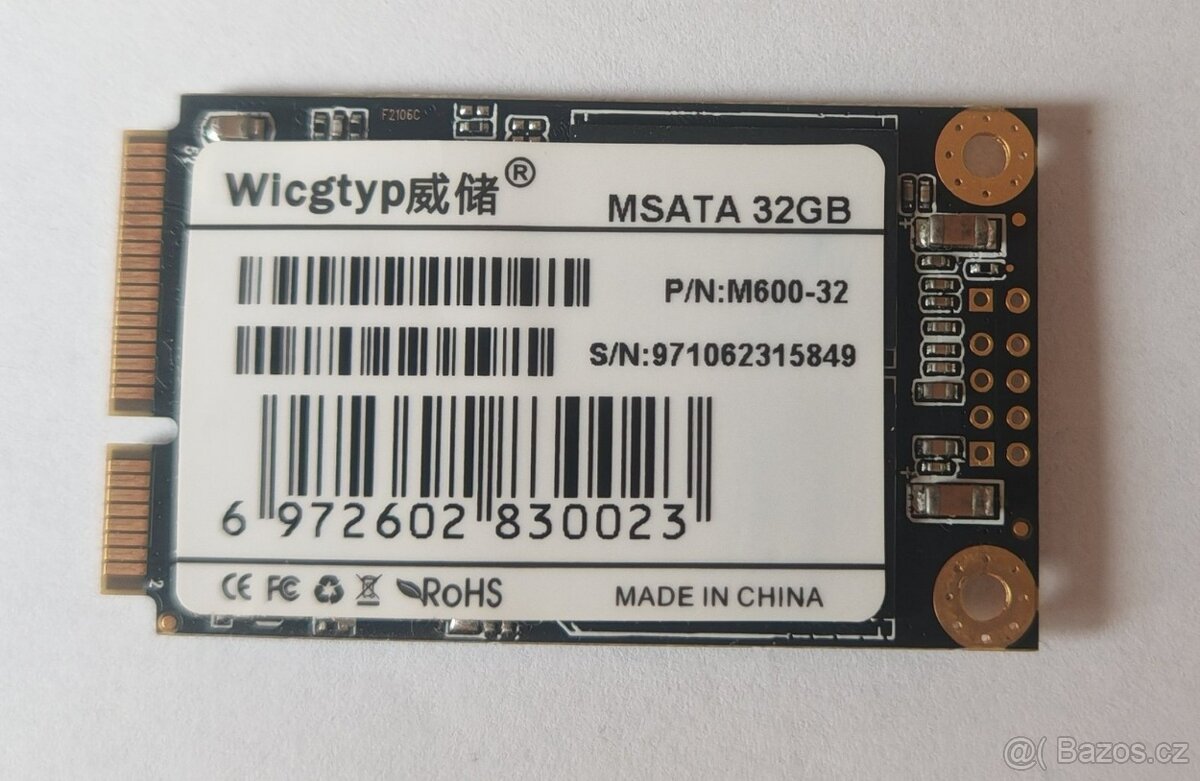 F2106C
Wicgtyp威储®
MSATA 32GB
P/N:M600-32
S/N:971062315849
6 972602 830023
CE FC RoHS
MADE IN CHINA
2
@( Bazos.cz